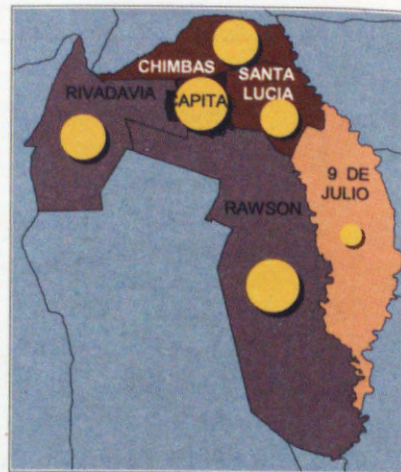 CHIMBAS
SANTA
LUCIA
RIVADAVIA
CAPITA
9 DE
JULIO
RAWSON